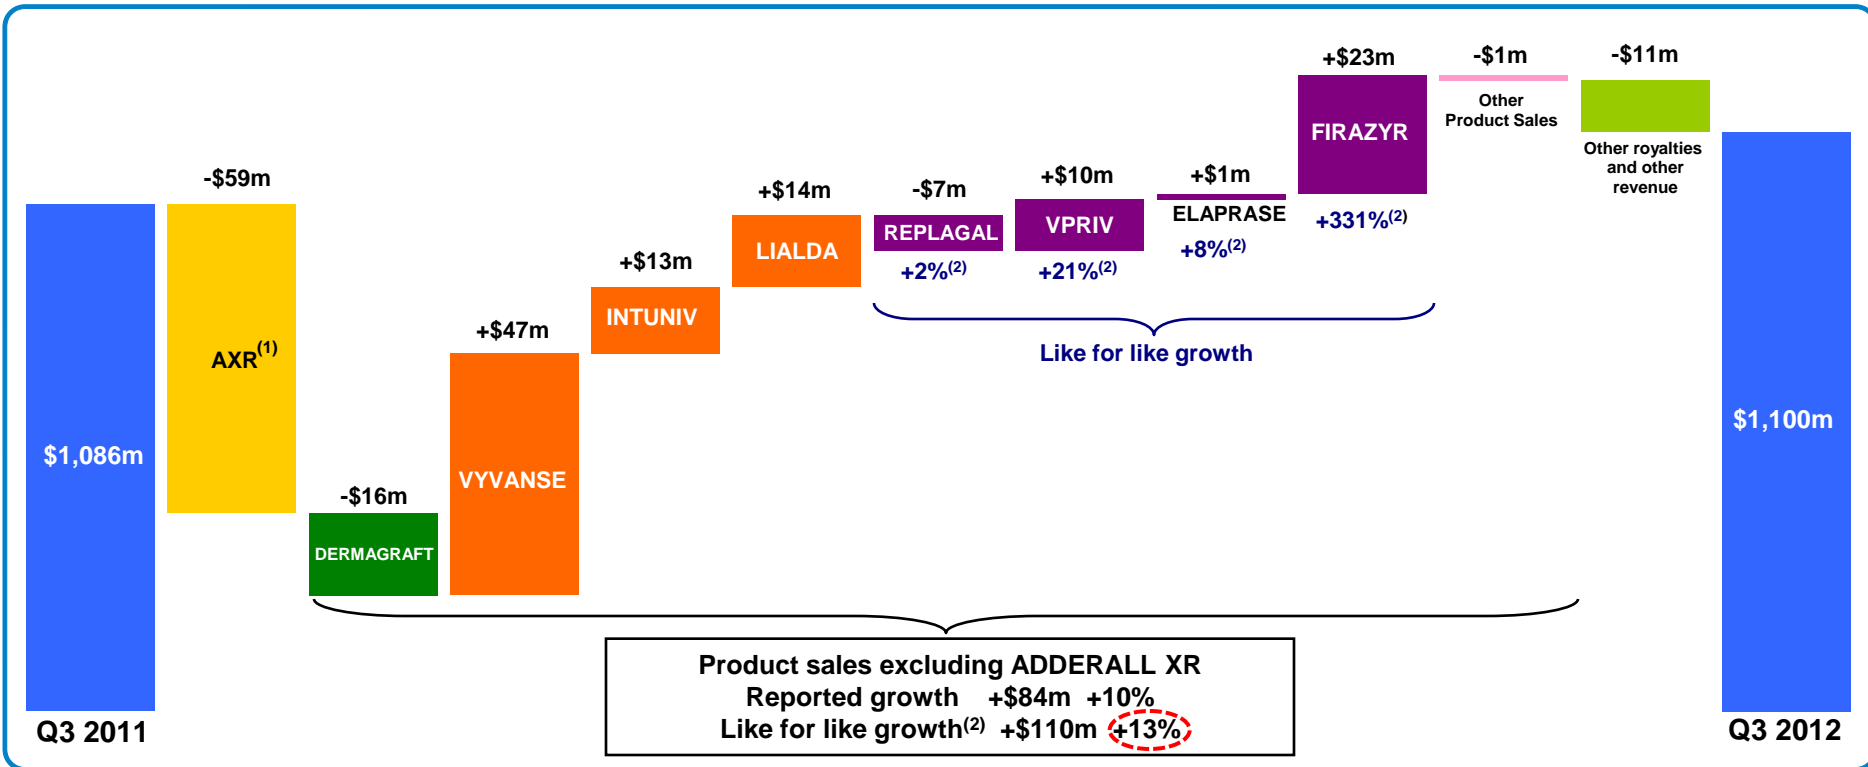 -$59m
-$16m
+$47m
+$13m
+$14m
-$7m
+$10m
+$1m
+$23m
-$1m
-$11m
$1,086m
AXR(1)
DERMAGRAFT
VYVANSE
INTUNIV
LIALDA
REPLAGAL
+2%(2)
VPRIV
+21%(2)
ELAPRASE
+8%(2)
FIRAZYR
+331%(2)
Other
Product Sales
Other royalties
and other
revenue
$1,100m
Like for like growth
Product sales excluding ADDERALL XR
Reported growth +$84m +10%
Like for like growth(2) +$110m +13%
Q3 2011
Q3 2012